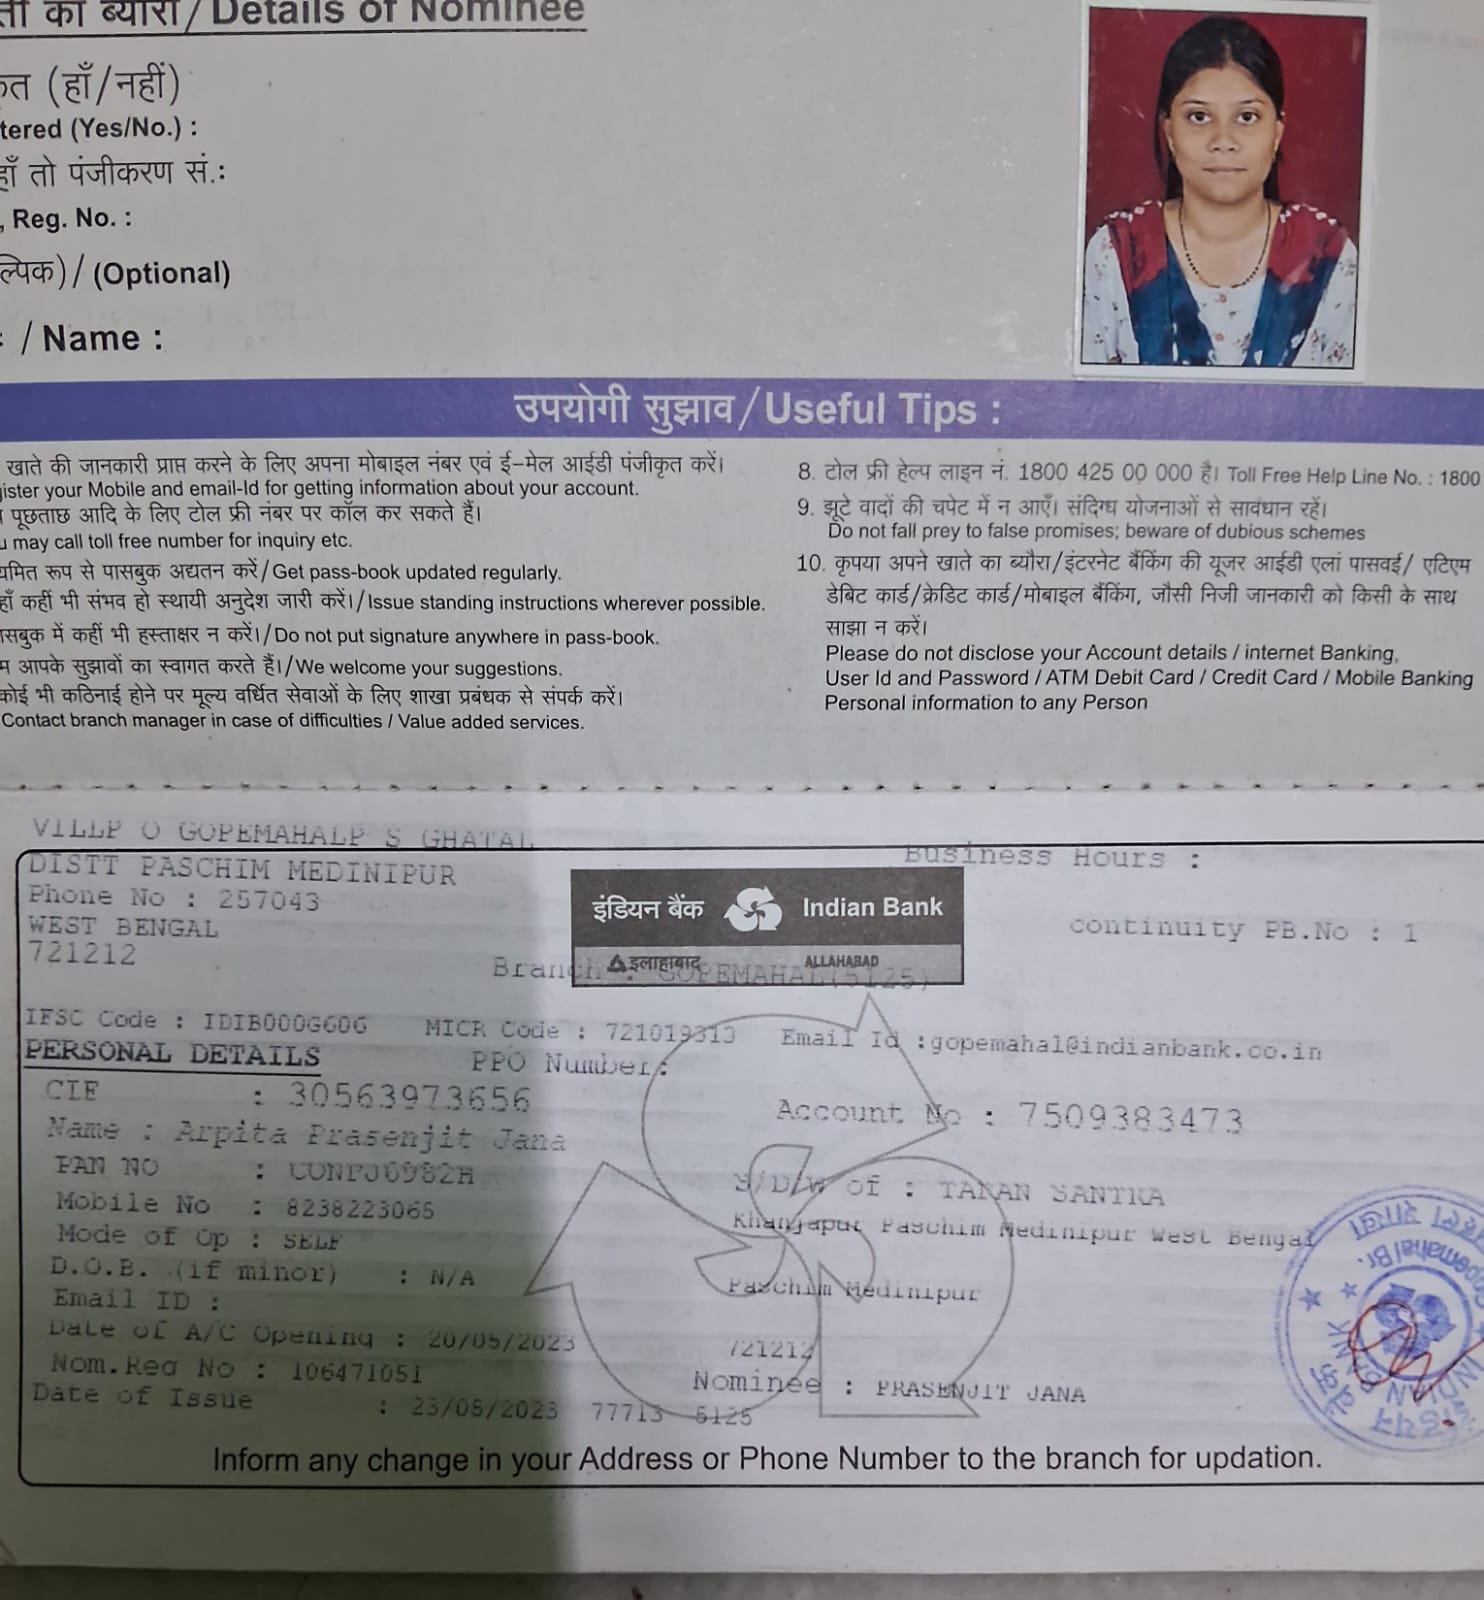 ती का ब्यौरा/Details of Nominee
कृत (हाँ/नहीं)
tered (Yes/No.) :
हाँ तो पंजीकरण सं.:
, Reg. No. :
ल्पिक)/(Optional)
: / Name :
उपयोगी सुझाव/Useful Tips :
खाते की जानकारी प्राप्त करने के लिए अपना मोबाइल नंबर एवं ई-मेल आईडी पंजीकृत करें।
gister your Mobile and email-Id for getting information about your account.
पूछताछ आदि के लिए टोल फ्री नंबर पर कॉल कर सकते हैं।
u may call toll free number for inquiry etc.
यमित रूप से पासबुक अद्यतन करें/Get pass-book updated regularly.
हाँ कहीं भी संभव हो स्थायी अनुदेश जारी करें।/Issue standing instructions wherever possible.
ासबुक में कहीं भी हस्ताक्षर न करें।/Do not put signature anywhere in pass-book.
म आपके सुझावों का स्वागत करते हैं।/We welcome your suggestions.
कोई भी कठिनाई होने पर मूल्य वर्धित सेवाओं के लिए शाखा प्रबंधक से संपर्क करें।
Contact branch manager in case of difficulties / Value added services.
8. टोल फ्री हेल्प लाइन नं. 1800 425 00 000 है। Toll Free Help Line No. : 1800
9. झूटे वादों की चपेट में न आएँ। संदिग्ध योजनाओं से सावधान रहें।
Do not fall prey to false promises; beware of dubious schemes
10. कृपया अपने खाते का ब्यौरा/इंटरनेट बैंकिंग की यूजर आईडी एलां पासवई/ एटिएम
डेबिट कार्ड/क्रेडिट कार्ड/मोबाइल बैंकिंग, जौसी निजी जानकारी को किसी के साथ
साझा न करें।
Please do not disclose your Account details / internet Banking,
User Id and Password / ATM Debit Card / Credit Card / Mobile Banking
Personal information to any Person
VILLP O GOPEMAHALP S GHATAL
DISTT PASCHIM MEDINIPUR
Business Hours :
Phone No : 257043
इंडियन बैंक Indian Bank
WEST BENGAL
continuity PB.No : 1
721212
इलाहाबाद ALLAHABAD
Branch : GOPEMAHAL(5125)
IFSC Code : IDIB000G606 MICR Code : 721019313 Email Id :gopemahal@indianbank.co.in
PERSONAL DETAILS PPO Number:
CIF : 30563973656 Account No : 7509383473
Name : Arpita Prasenjit Jana
PAN NO :
S/D/W of : TAKAN SANTRA
Mobile No : 8238223065
Khanjapur Paschim Medinipur West Bengal
Mode of Op : SELF
D.O.B. (if minor) : N/A
Paschim Medinipur
Email ID :
Date of A/C Opening : 20/05/2023
721212
Nom.Reg No : 106471051
Nominee : PRASENJIT JANA
Date of Issue : 23/05/2023 77713 5125
Inform any change in your Address or Phone Number to the branch for updation.